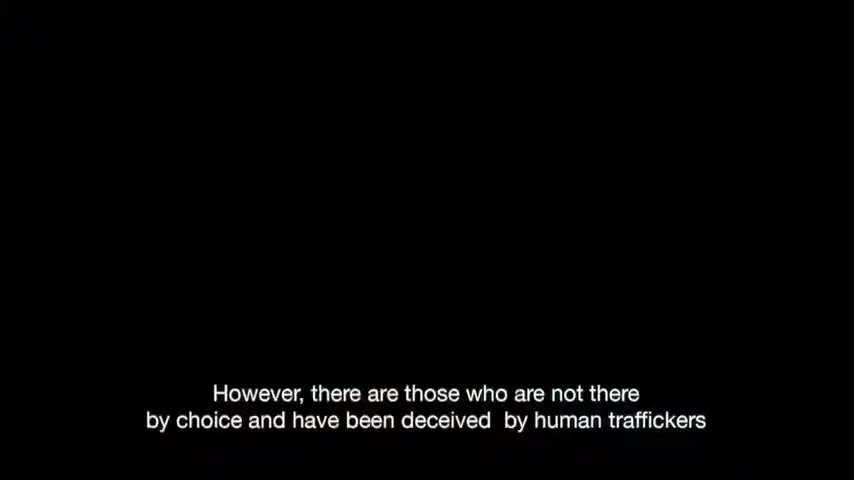 However, there are those who are not there
by choice and have been deceived  by human traffickers